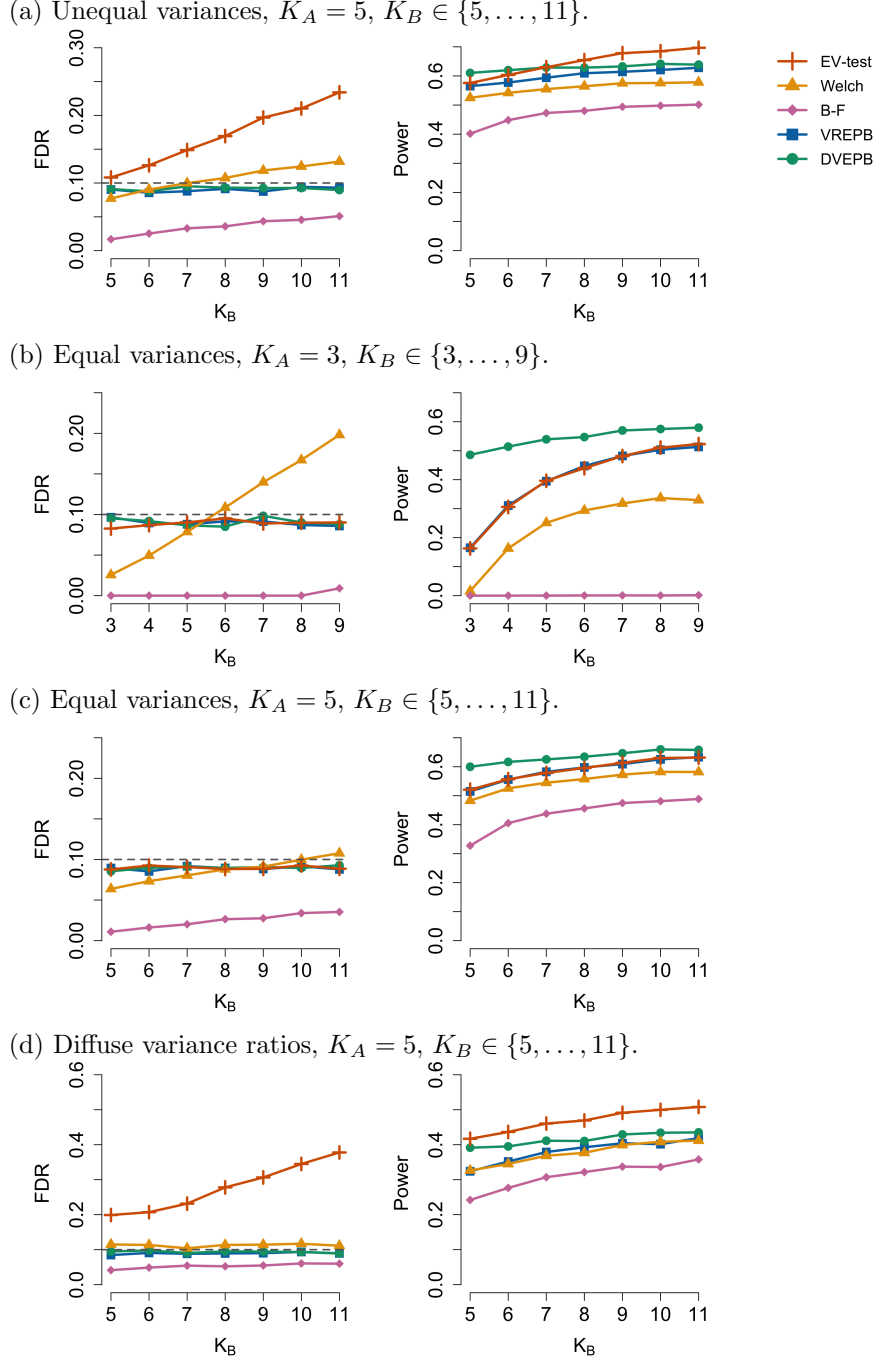 (a) Unequal variances, K_A = 5, K_B ∈ {5, . . . , 11}.
FDR
0.00 0.10 0.20 0.30
5 6 7 8 9 10 11
K_B
Power
0.0 0.2 0.4 0.6
5 6 7 8 9 10 11
K_B
EV-test
Welch
B-F
VREPB
DVEPB
(b) Equal variances, K_A = 3, K_B ∈ {3, . . . , 9}.
FDR
0.00 0.10 0.20
3 4 5 6 7 8 9
K_B
Power
0.0 0.2 0.4 0.6
3 4 5 6 7 8 9
K_B
(c) Equal variances, K_A = 5, K_B ∈ {5, . . . , 11}.
FDR
0.00 0.10 0.20
5 6 7 8 9 10 11
K_B
Power
0.0 0.2 0.4 0.6
5 6 7 8 9 10 11
K_B
(d) Diffuse variance ratios, K_A = 5, K_B ∈ {5, . . . , 11}.
FDR
0.0 0.2 0.4 0.6
5 6 7 8 9 10 11
K_B
Power
0.0 0.2 0.4 0.6
5 6 7 8 9 10 11
K_B